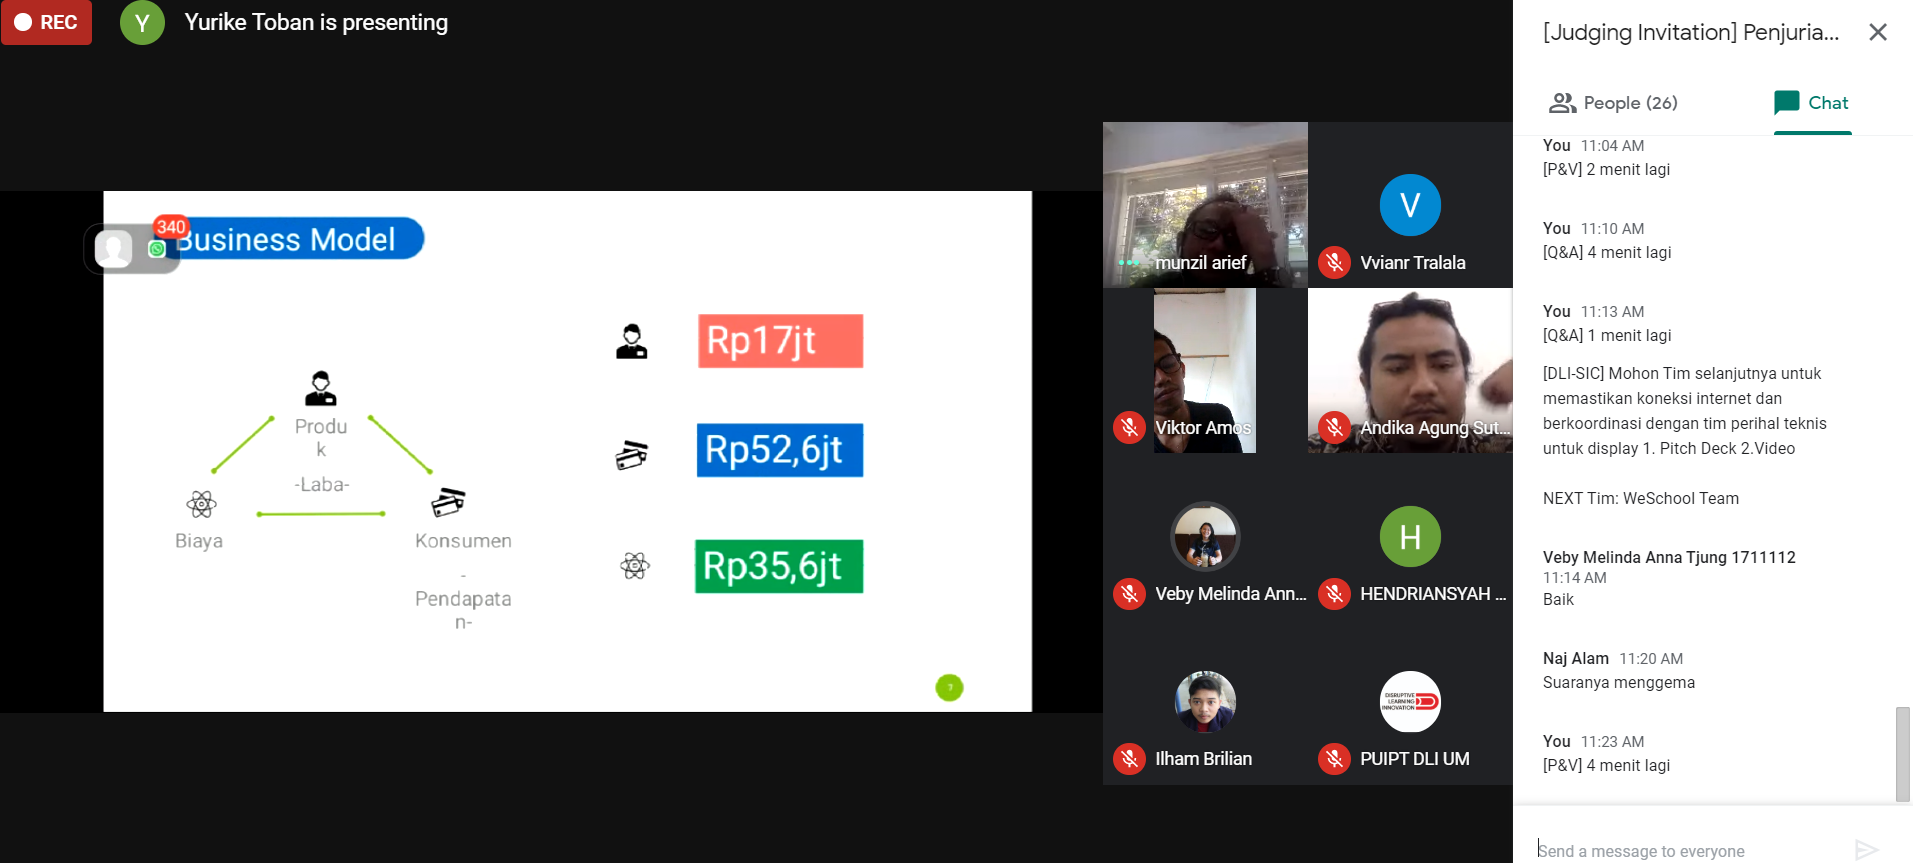 REC
Y
Yurike Toban is presenting
340
Business Model
Produ
k
-Laba-
Biaya
Konsumen
-
Pendapata
n-
Rp17jt
Rp52,6jt
Rp35,6jt
7
munzil arief
V
Vvianr Tralala
Viktor Amos
Andika Agung Sut...
Veby Melinda Ann...
H
HENDRIANSYAH ...
Ilham Brilian
DISRUPTIVE
LEARNING
INNOVATION
PUIPT DLI UM
[Judging Invitation] Penjuria...
People (26)
Chat
You 11:04 AM
[P&V] 2 menit lagi
You 11:10 AM
[Q&A] 4 menit lagi
You 11:13 AM
[Q&A] 1 menit lagi
[DLI-SIC] Mohon Tim selanjutnya untuk
memastikan koneksi internet dan
berkoordinasi dengan tim perihal teknis
untuk display 1. Pitch Deck 2.Video
NEXT Tim: WeSchool Team
Veby Melinda Anna Tjung 1711112
11:14 AM
Baik
Naj Alam 11:20 AM
Suaranya menggema
You 11:23 AM
[P&V] 4 menit lagi
Send a message to everyone